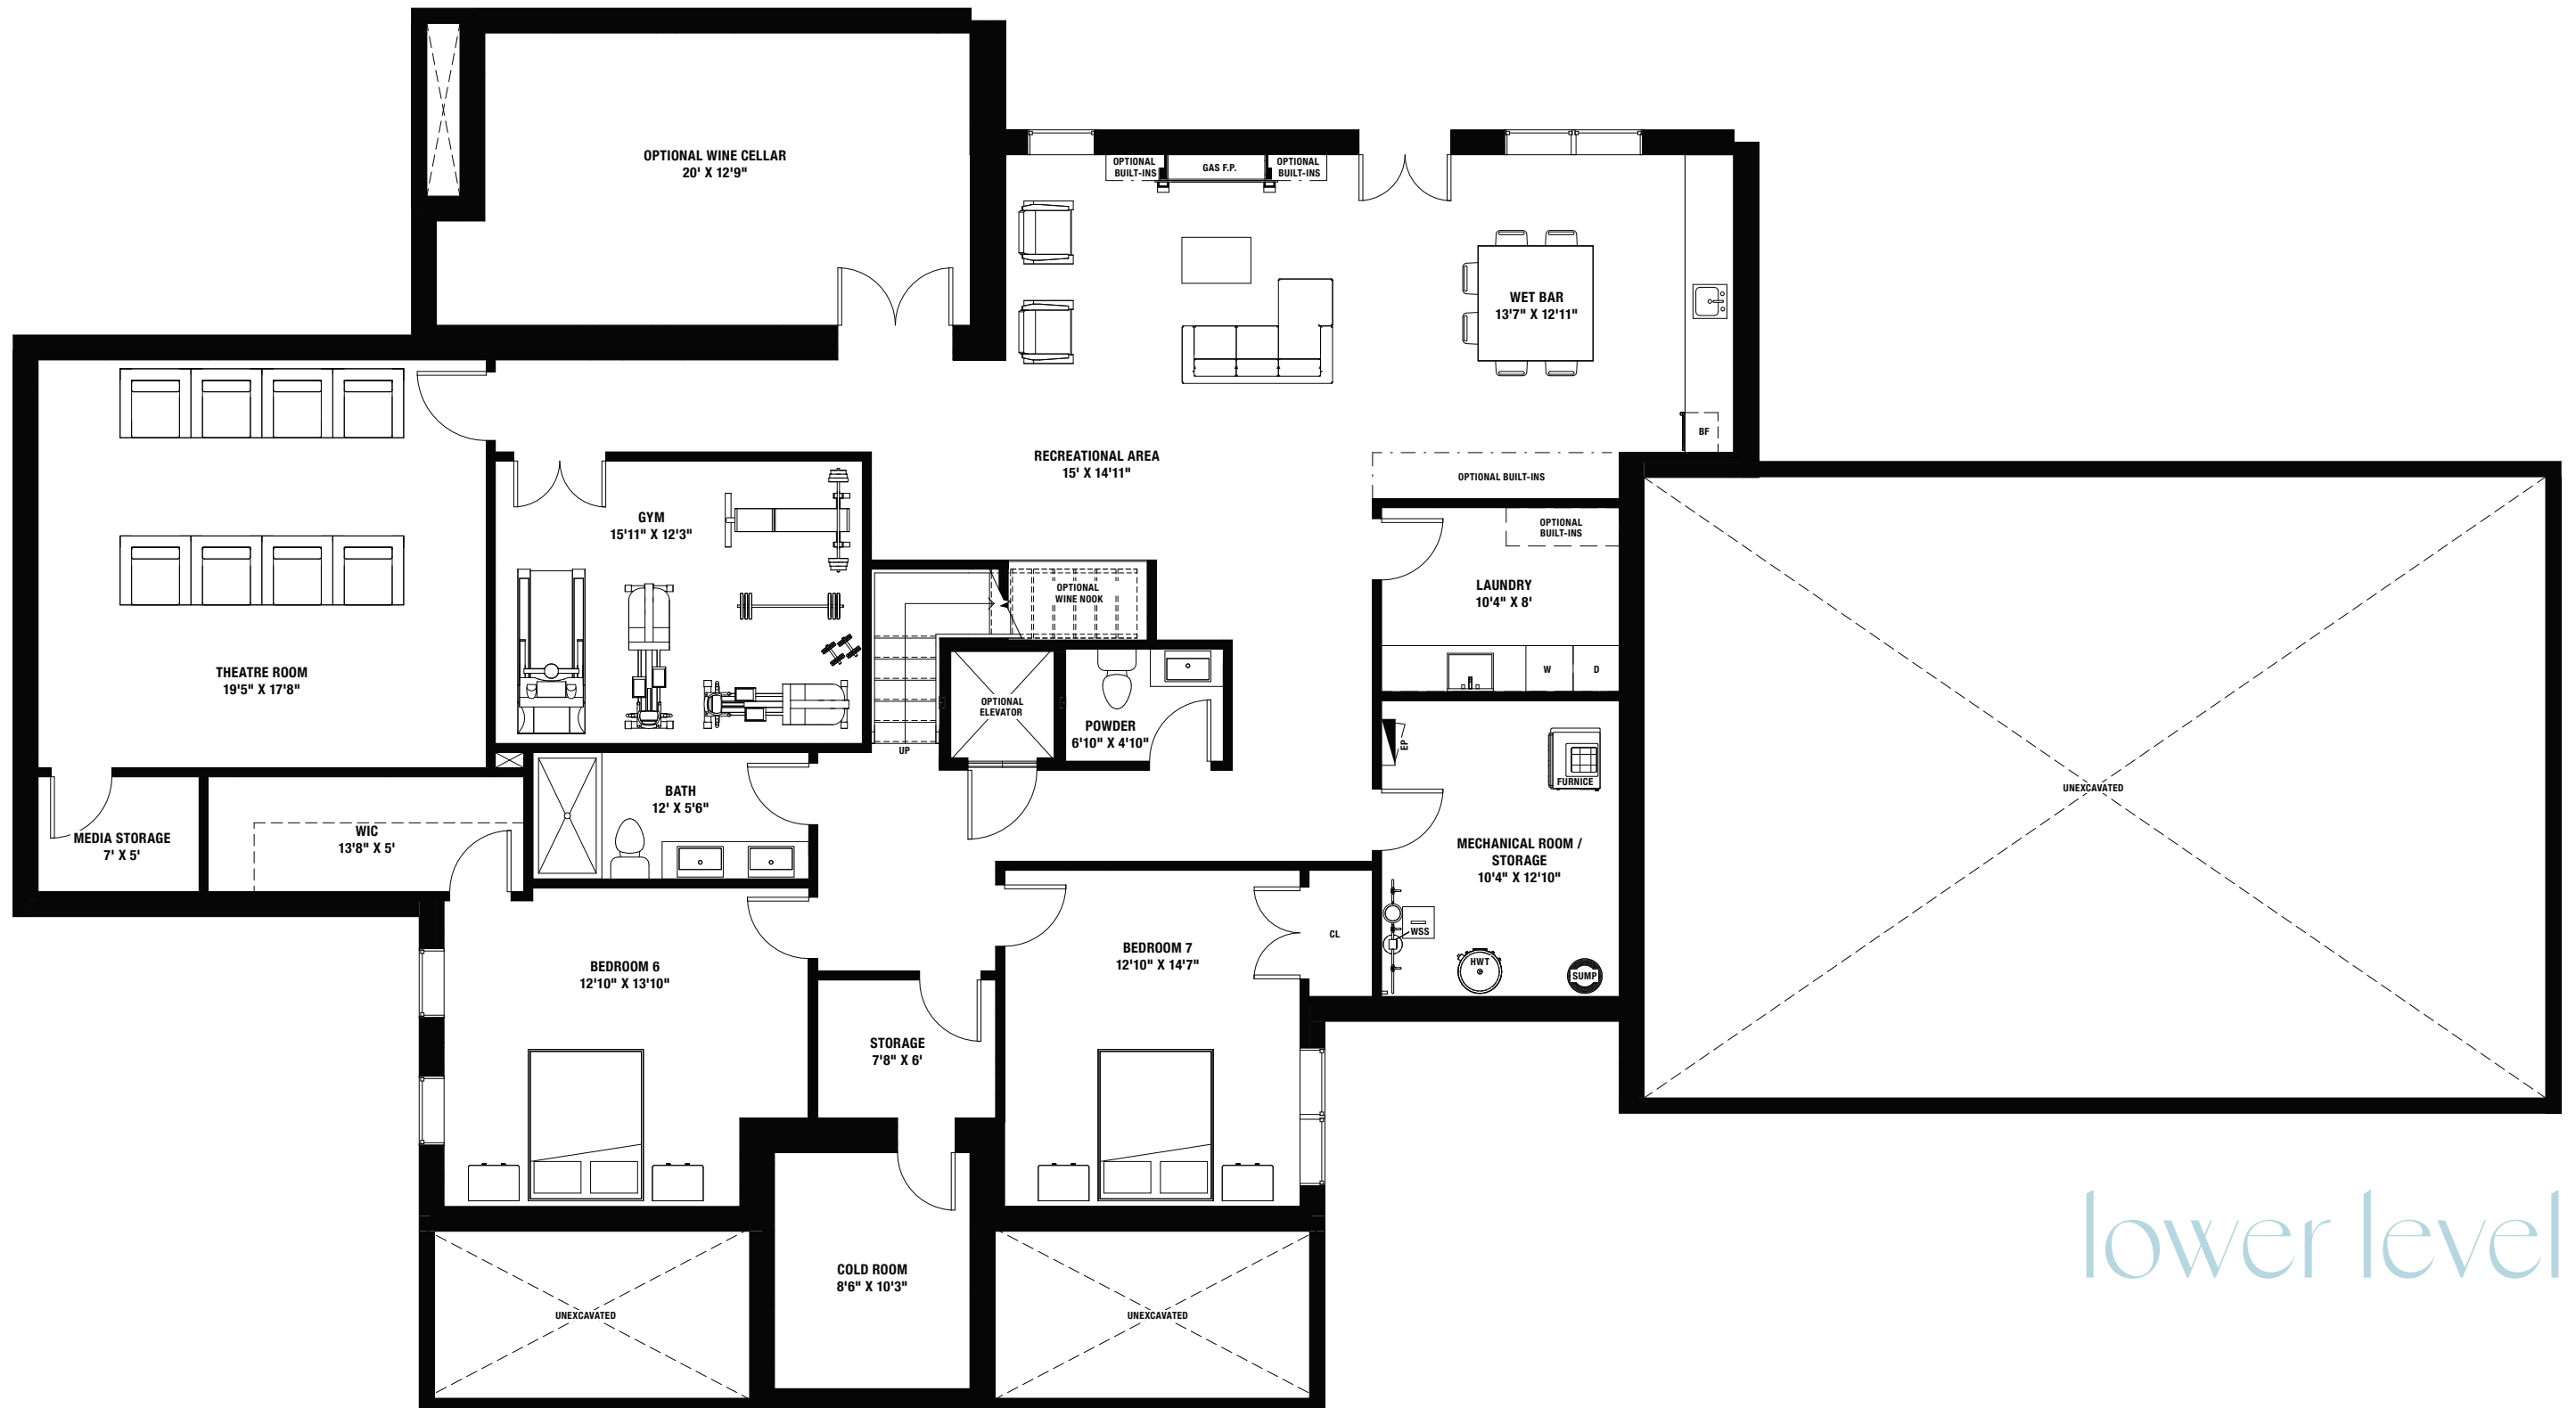 OPTIONAL WINE CELLAR
20' X 12'9"
OPTIONAL
BUILT-INS
GAS F.P.
OPTIONAL
BUILT-INS
WET BAR
13'7" X 12'11"
BF
RECREATIONAL AREA
15' X 14'11"
OPTIONAL BUILT-INS
GYM
15'11" X 12'3"
OPTIONAL
BUILT-INS
OPTIONAL
WINE NOOK
LAUNDRY
10'4" X 8'
W
D
THEATRE ROOM
19'5" X 17'8"
OPTIONAL
ELEVATOR
POWDER
6'10" X 4'10"
UP
EP
FURNICE
UNEXCAVATED
BATH
12' X 5'6"
MEDIA STORAGE
7' X 5'
WIC
13'8" X 5'
MECHANICAL ROOM /
STORAGE
10'4" X 12'10"
WSS
HWT
SUMP
BEDROOM 6
12'10" X 13'10"
BEDROOM 7
12'10" X 14'7"
CL
STORAGE
7'8" X 6'
COLD ROOM
8'6" X 10'3"
UNEXCAVATED
UNEXCAVATED
lower level